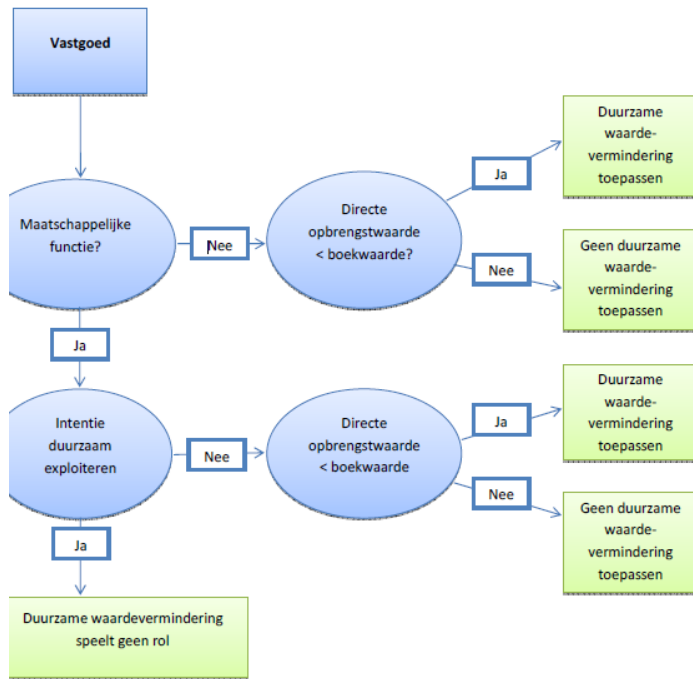 Vastgoed
Maatschappelijke
functie?
Nee
Directe
opbrengstwaarde
< boekwaarde?
Ja
Duurzame
waarde-
vermindering
toepassen
Nee
Geen duurzame
waarde-
vermindering
toepassen
Ja
Intentie
duurzaam
exploiteren
Nee
Directe
opbrengstwaarde
< boekwaarde
Ja
Duurzame
waarde-
vermindering
toepassen
Nee
Geen duurzame
waarde-
vermindering
toepassen
Ja
Duurzame waardevermindering
speelt geen rol